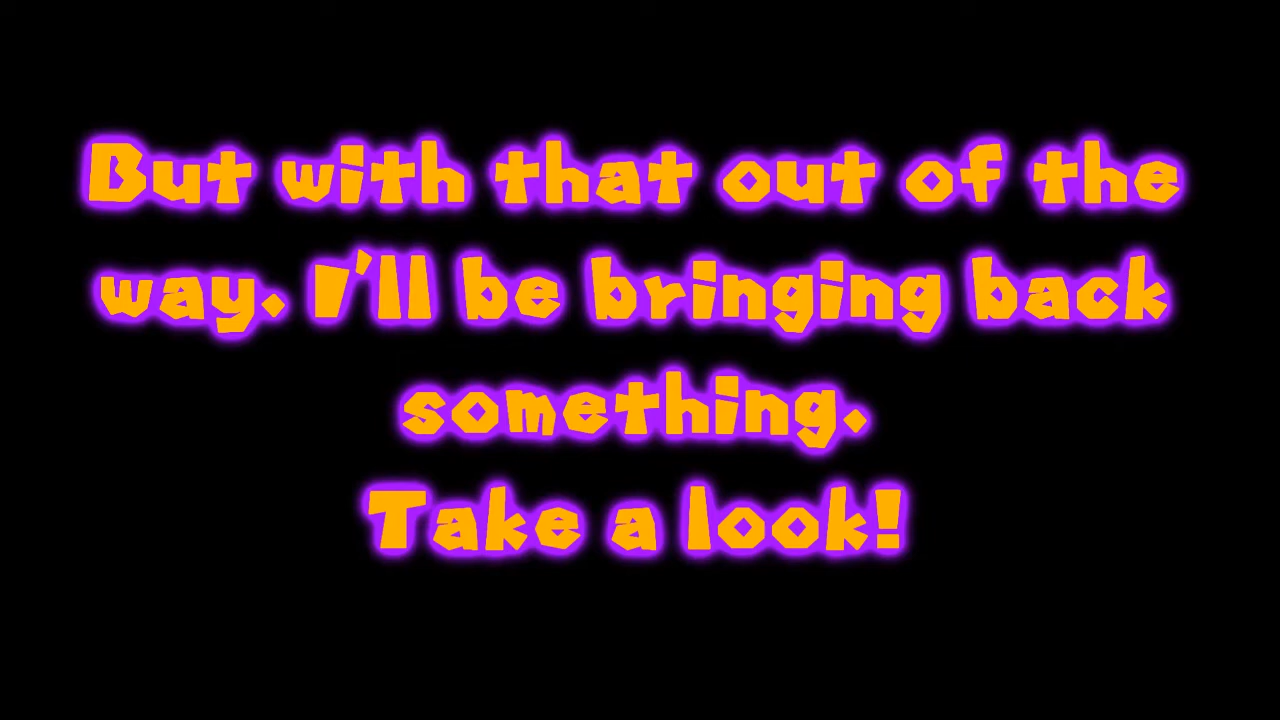 But with that out of the
way. I'll be bringing back
something.
Take a look!